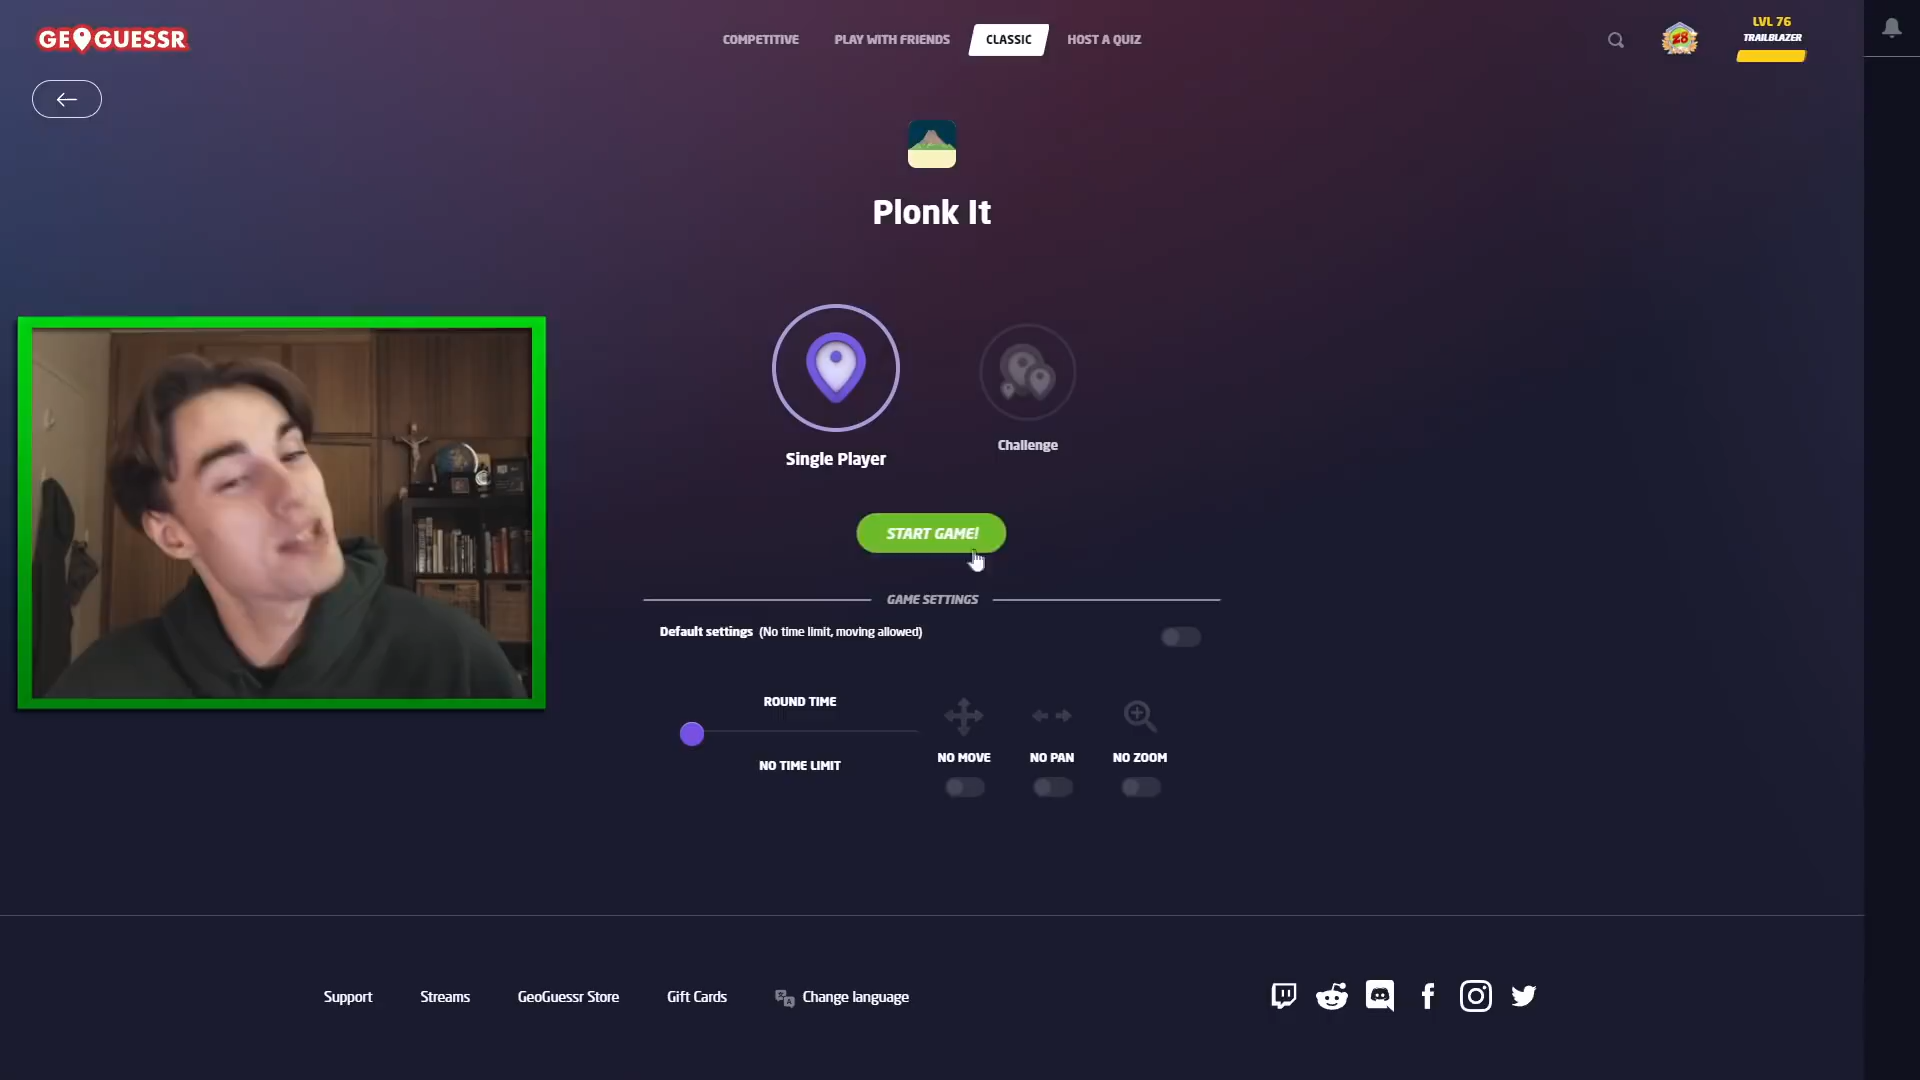 GEOGUESSR
COMPETITIVE
PLAY WITH FRIENDS
CLASSIC
HOST A QUIZ
28
LVL 76
TRAILBLAZER
Plonk It
Single Player
Challenge
START GAME!
GAME SETTINGS
Default settings (No time limit, moving allowed)
ROUND TIME
NO TIME LIMIT
NO MOVE
NO PAN
NO ZOOM
Support
Streams
GeoGuessr Store
Gift Cards
Change language